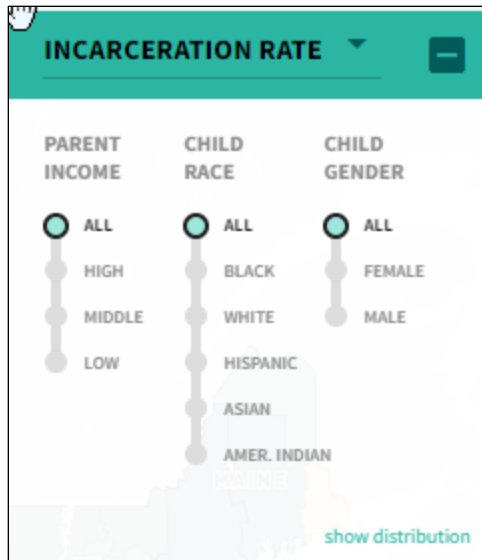 INCARCERATION RATE
PARENT INCOME
CHILD RACE
CHILD GENDER
ALL
HIGH
MIDDLE
LOW
ALL
BLACK
WHITE
HISPANIC
ASIAN
AMER. INDIAN
ALL
FEMALE
MALE
MAINE
show distribution